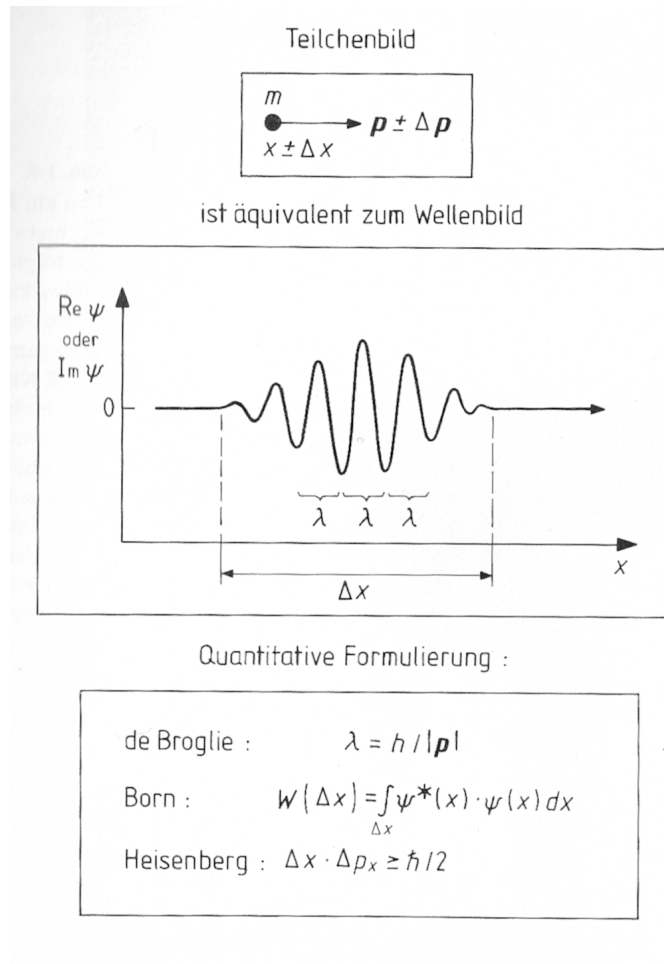 Teilchenbild
m
p ± Δp
x ± Δx
ist äquivalent zum Wellenbild
Re ψ
oder
Im ψ
0
λ λ λ
x
Δx
Quantitative Formulierung :
de Broglie : λ = h / |p|
Born : W(Δx) = ∫ψ*(x) · ψ(x) dx
Δx
Heisenberg : Δx · Δpₓ ≥ ℏ/2